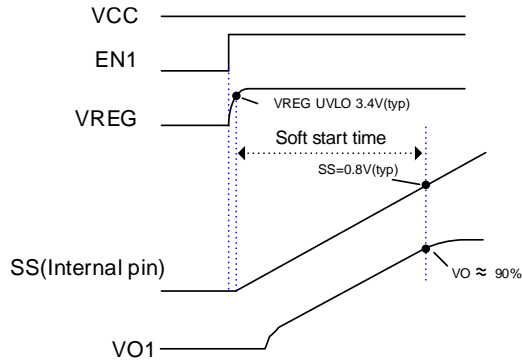 VCC
EN1
VREG UVLO 3.4V(typ)
VREG
Soft start time
SS=0.8V(typ)
SS(Internal pin)
VO ≈ 90%
VO1